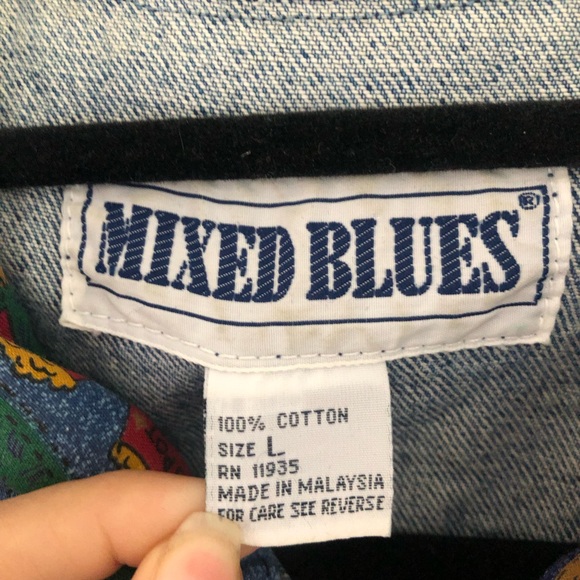 MIXED BLUES®
100% COTTON
SIZE L
RN 11935
MADE IN MALAYSIA
FOR CARE SEE REVERSE